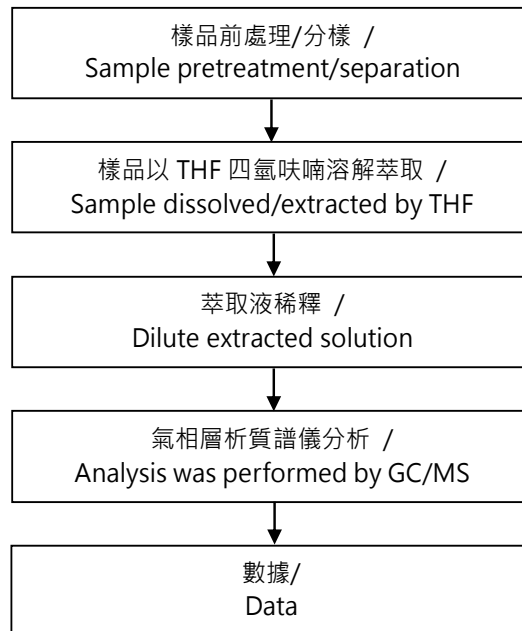 樣品前處理/分樣 /
Sample pretreatment/separation
樣品以 THF 四氫呋喃溶解萃取 /
Sample dissolved/extracted by THF
萃取液稀釋 /
Dilute extracted solution
氣相層析質譜儀分析 /
Analysis was performed by GC/MS
數據/
Data